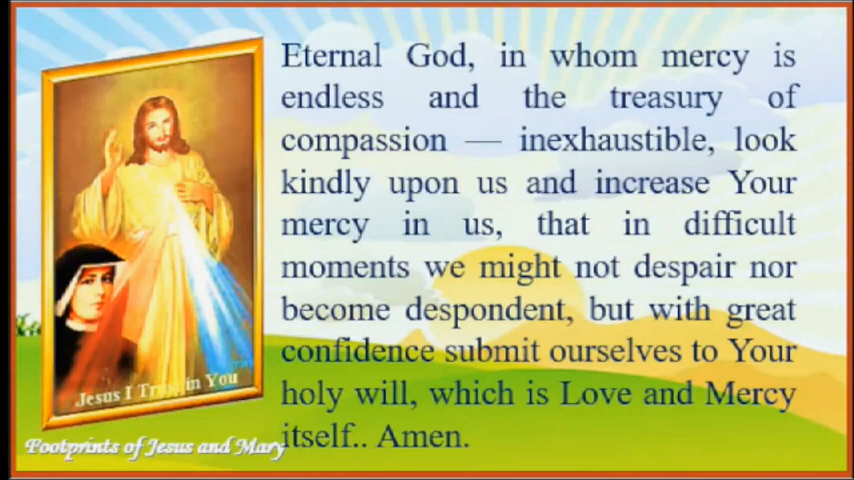 Eternal God, in whom mercy is
endless and the treasury of
compassion — inexhaustible, look
kindly upon us and increase Your
mercy in us, that in difficult
moments we might not despair nor
become despondent, but with great
confidence submit ourselves to Your
holy will, which is Love and Mercy
itself.. Amen.
Jesus I Trust in You
Footprints of Jesus and Mary